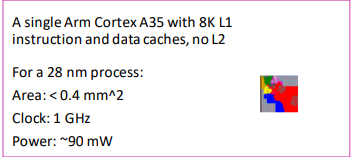 A single Arm Cortex A35 with 8K L1
instruction and data caches, no L2
For a 28 nm process:
Area: < 0.4 mm^2
Clock: 1 GHz
Power: ~90 mW